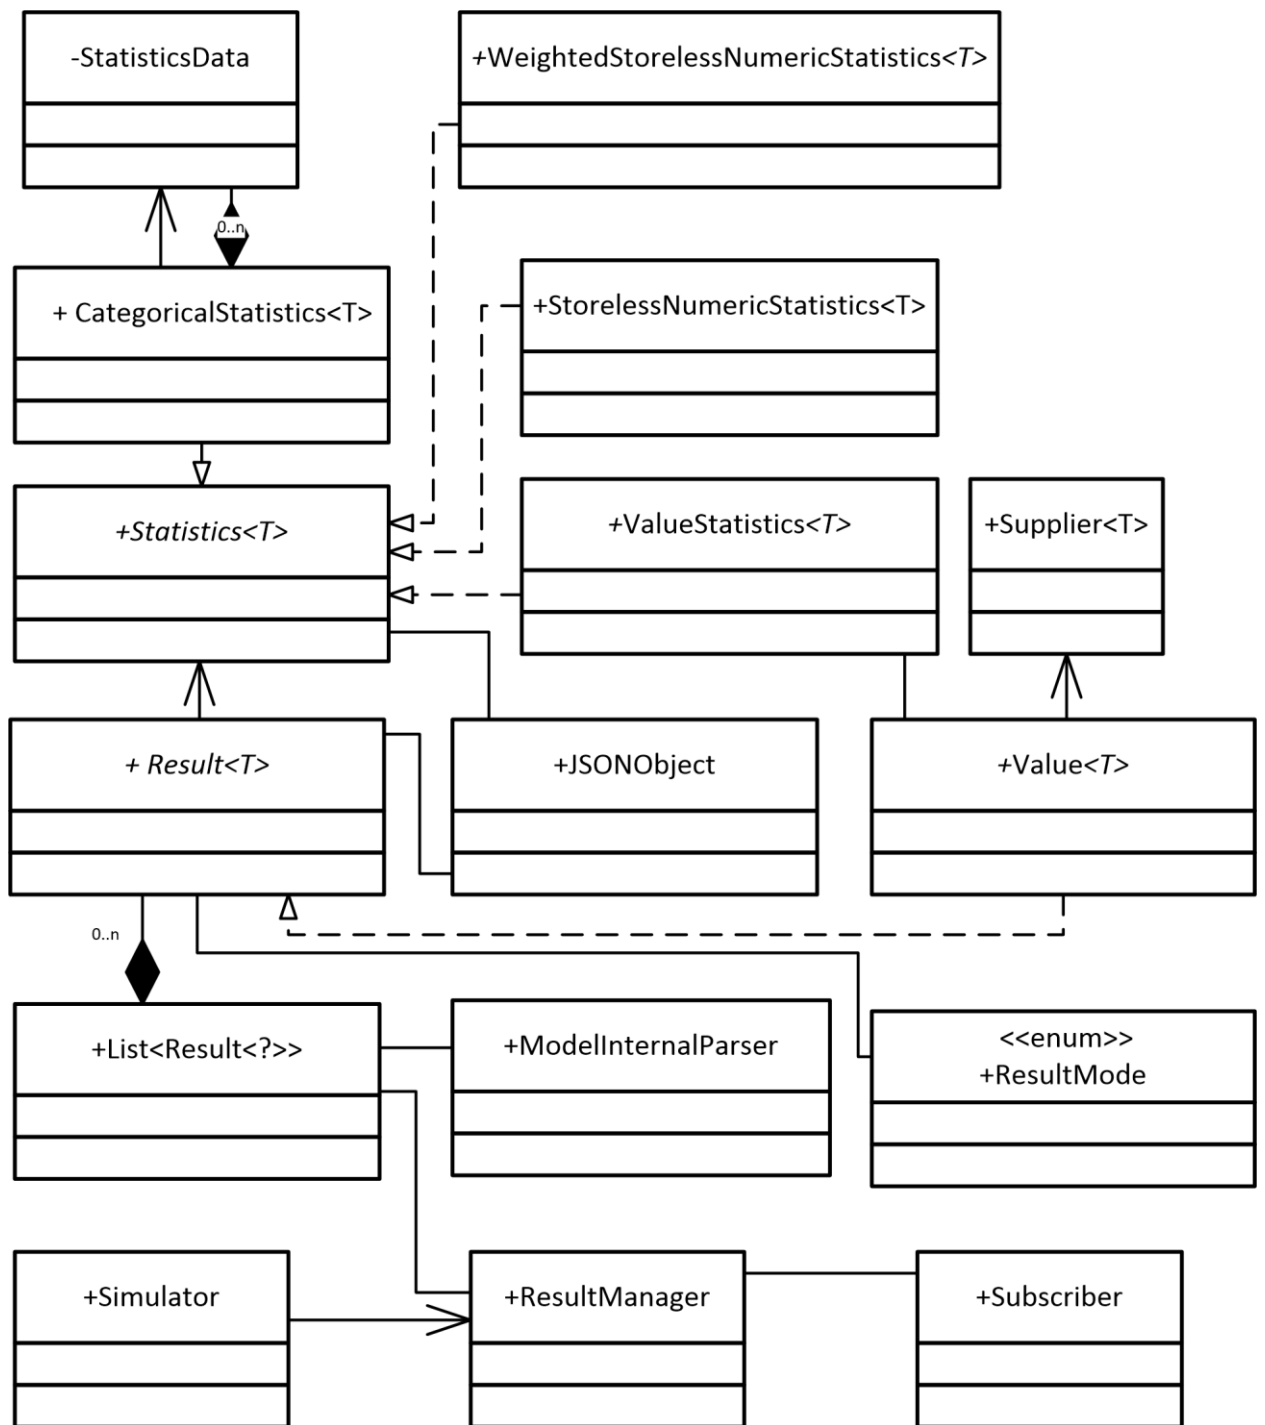 -StatisticsData
+WeightedStorelessNumericStatistics<T>
0..n
+ CategoricalStatistics<T>
+StorelessNumericStatistics<T>
+Statistics<T>
+ValueStatistics<T>
+Supplier<T>
+ Result<T>
+JSONObject
+Value<T>
0..n
+List<Result<?>>
+ModelInternalParser
<<enum>>
+ResultMode
+Simulator
+ResultManager
+Subscriber